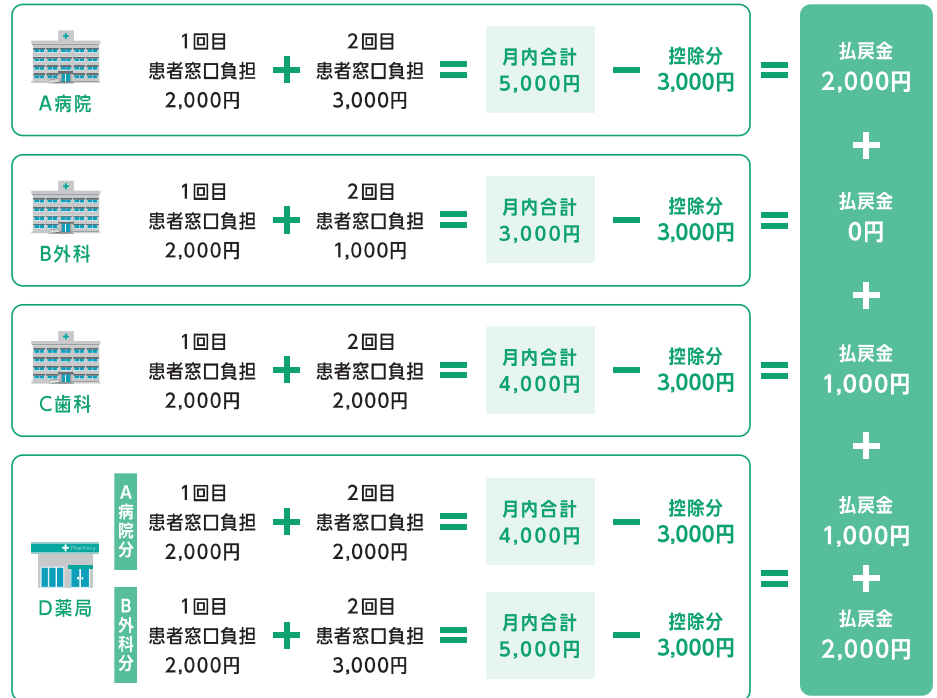 A病院
1回目
患者窓口負担
2,000円
+
2回目
患者窓口負担
3,000円
=
月内合計
5,000円
−
控除分
3,000円
=
払戻金
2,000円
+
B外科
1回目
患者窓口負担
2,000円
+
2回目
患者窓口負担
1,000円
=
月内合計
3,000円
−
控除分
3,000円
=
払戻金
0円
+
C歯科
1回目
患者窓口負担
2,000円
+
2回目
患者窓口負担
2,000円
=
月内合計
4,000円
−
控除分
3,000円
=
払戻金
1,000円
+
Pharmacy
D薬局
A病院分
1回目
患者窓口負担
2,000円
+
2回目
患者窓口負担
2,000円
=
月内合計
4,000円
−
控除分
3,000円
=
払戻金
1,000円
+
B外科分
1回目
患者窓口負担
2,000円
+
2回目
患者窓口負担
3,000円
=
月内合計
5,000円
−
控除分
3,000円
払戻金
2,000円